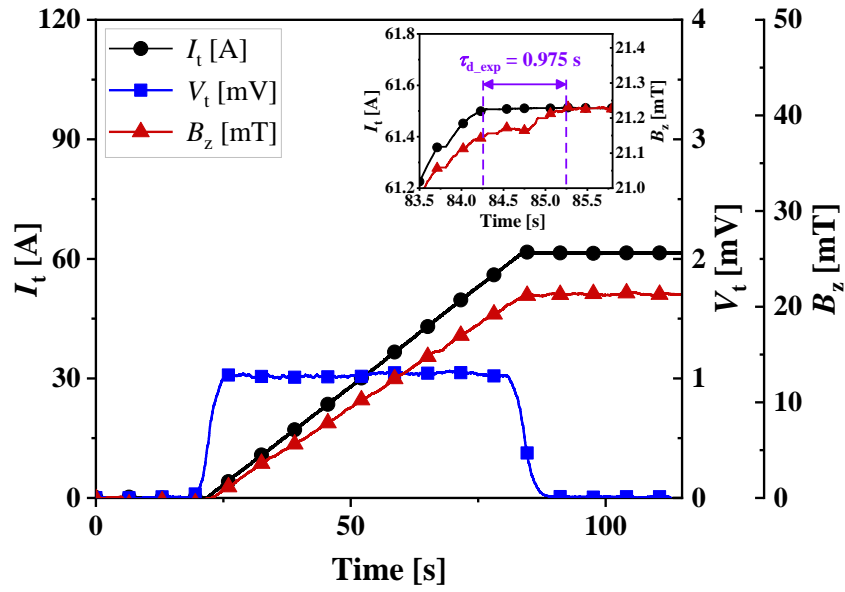 120
90
60
30
0
I_t [A]
I_t [A]
V_t [mV]
B_z [mT]
61.8
61.6
61.4
61.2
I_t [A]
τ_d_exp = 0.975 s
21.4
21.3
21.2
21.1
21.0
B_z [mT]
83.5 84.0 84.5 85.0 85.5
Time [s]
4
3
2
1
0
V_t [mV]
50
40
30
20
10
0
B_z [mT]
0 50 100
Time [s]